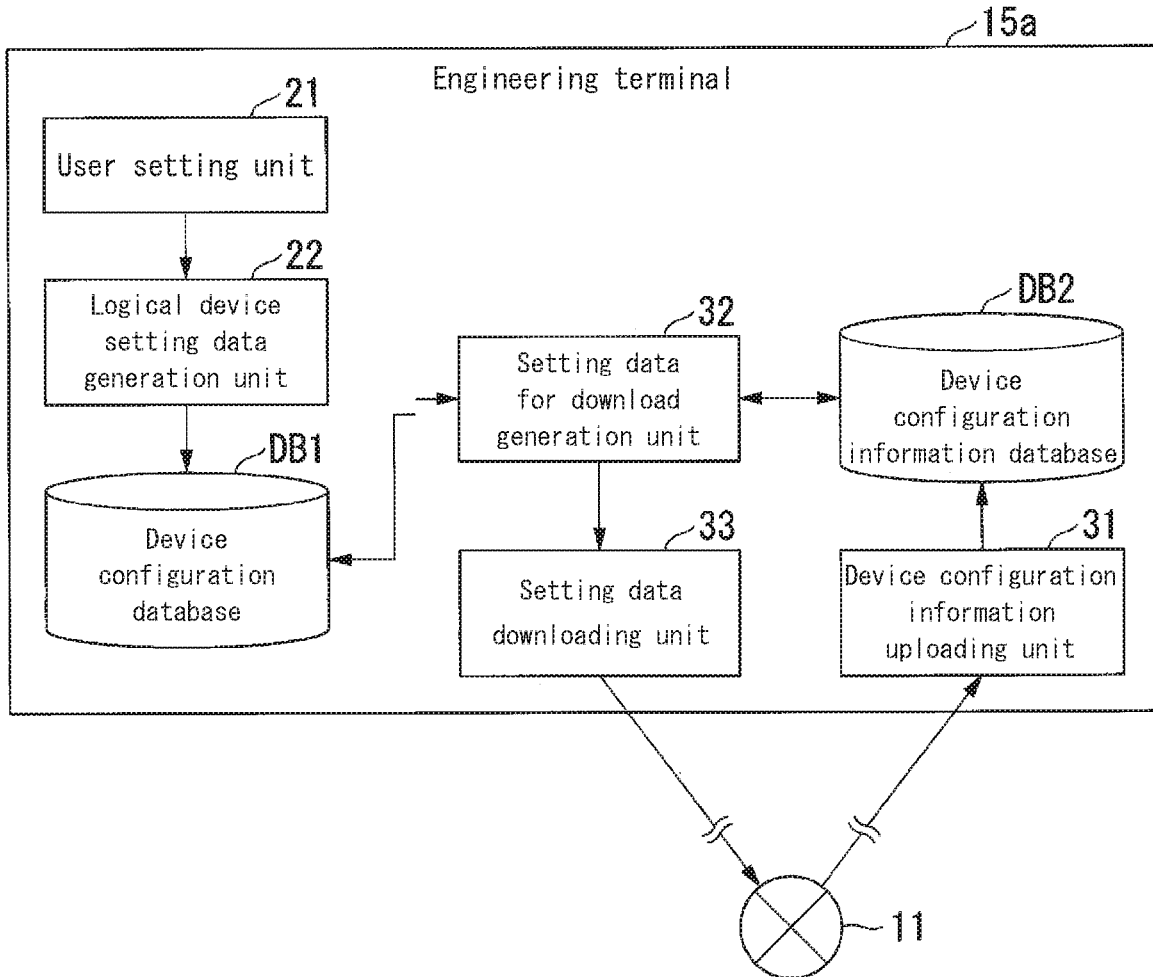 15a
Engineering terminal
21
User setting unit
22
Logical device
setting data
generation unit
DB1
Device
configuration
database
32
Setting data
for download
generation unit
33
Setting data
downloading unit
DB2
Device
configuration
information database
31
Device configuration
information
uploading unit
11